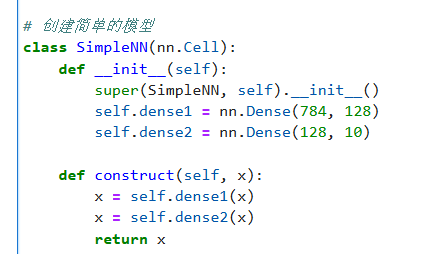 # 创建简单的模型
class SimpleNN(nn.Cell):
    def __init__(self):
        super(SimpleNN, self).__init__()
        self.dense1 = nn.Dense(784, 128)
        self.dense2 = nn.Dense(128, 10)

    def construct(self, x):
        x = self.dense1(x)
        x = self.dense2(x)
        return x